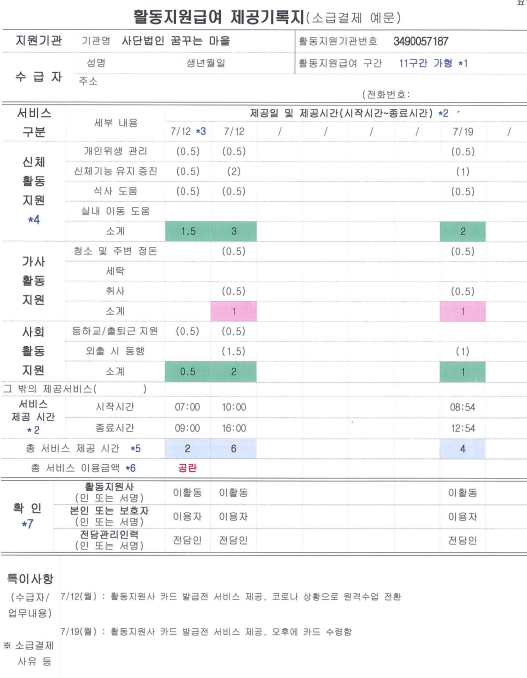 활동지원급여 제공기록지(소급결제 예문)
지원기관 기관명 사단법인 꿈꾸는 마을 활동지원기관번호 3490057187
수 급 자 성명 생년월일 활동지원급여 구간 11구간 가형 *1
주소
(전화번호:
서비스 구분 세부 내용 제공일 및 제공시간(시작시간~종료시간) *2
7/12 *3 7/12 / / / / 7/19 /
신체 활동 지원 *4
개인위생 관리 (0.5) (0.5) (0.5)
신체기능 유지 증진 (0.5) (2) (1)
식사 도움 (0.5) (0.5) (0.5)
실내 이동 도움
소계 1.5 3 2
가사 활동 지원
청소 및 주변 정돈 (0.5) (0.5)
세탁
취사 (0.5) (0.5)
소계 1 1
사회 활동 지원
등하교/출퇴근 지원 (0.5) (0.5)
외출 시 동행 (1.5) (1)
소계 0.5 2 1
그 밖의 제공서비스( )
서비스 제공 시간 *2
시작시간 07:00 10:00 08:54
종료시간 09:00 16:00 12:54
총 서비스 제공 시간 *5 2 6 4
총 서비스 이용금액 *6 공란
확 인 *7
활동지원사 (인 또는 서명) 이활동 이활동 이활동
본인 또는 보호자 (인 또는 서명) 이용자 이용자 이용자
전담관리인력 (인 또는 서명) 전담인 전담인 전담인
특이사항
(수급자/ 업무내용)
7/12(월) : 활동지원사 카드 발급전 서비스 제공, 코로나 상황으로 원격수업 전환
7/19(월) : 활동지원사 카드 발급전 서비스 제공, 오후에 카드 수령함
※ 소급결제
사유 등